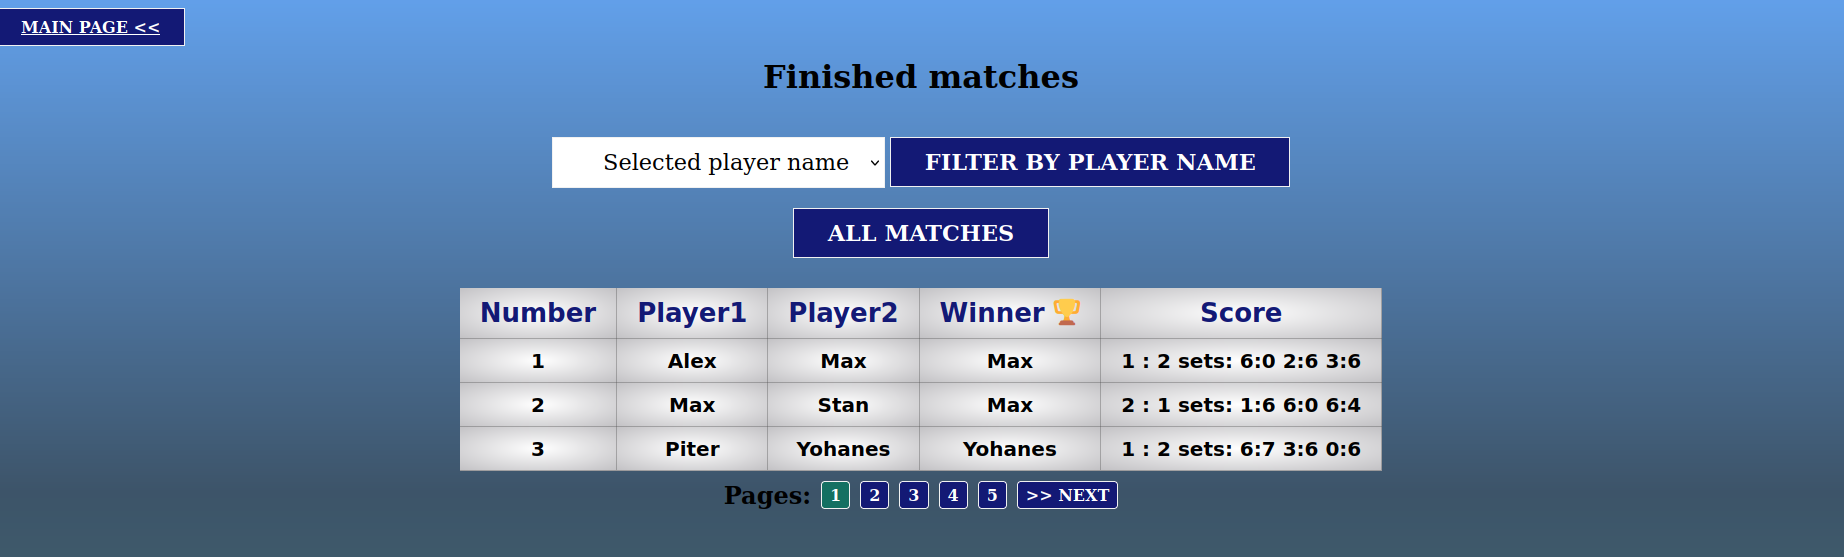 MAIN PAGE <<
Finished matches
Selected player name FILTER BY PLAYER NAME
ALL MATCHES
Number Player1 Player2 Winner 🏆 Score
1 Alex Max Max 1 : 2 sets: 6:0 2:6 3:6
2 Max Stan Max 2 : 1 sets: 1:6 6:0 6:4
3 Piter Yohanes Yohanes 1 : 2 sets: 6:7 3:6 0:6
Pages: 1 2 3 4 5 >> NEXT